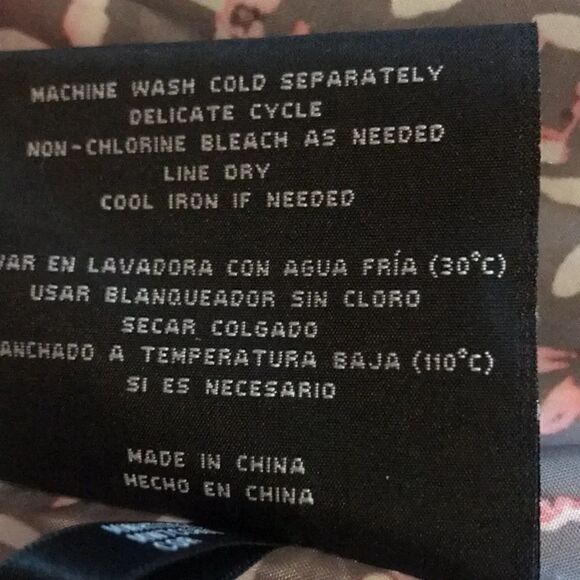 MACHINE WASH COLD SEPARATELY
DELICATE CYCLE
NON-CHLORINE BLEACH AS NEEDED
LINE DRY
COOL IRON IF NEEDED
VAR EN LAVADORA CON AGUA FRÍA (30°C)
USAR BLANQUEADOR SIN CLORO
SECAR COLGADO
ANCHADO A TEMPERATURA BAJA (110°C)
SI ES NECESARIO
MADE IN CHINA
HECHO EN CHINA